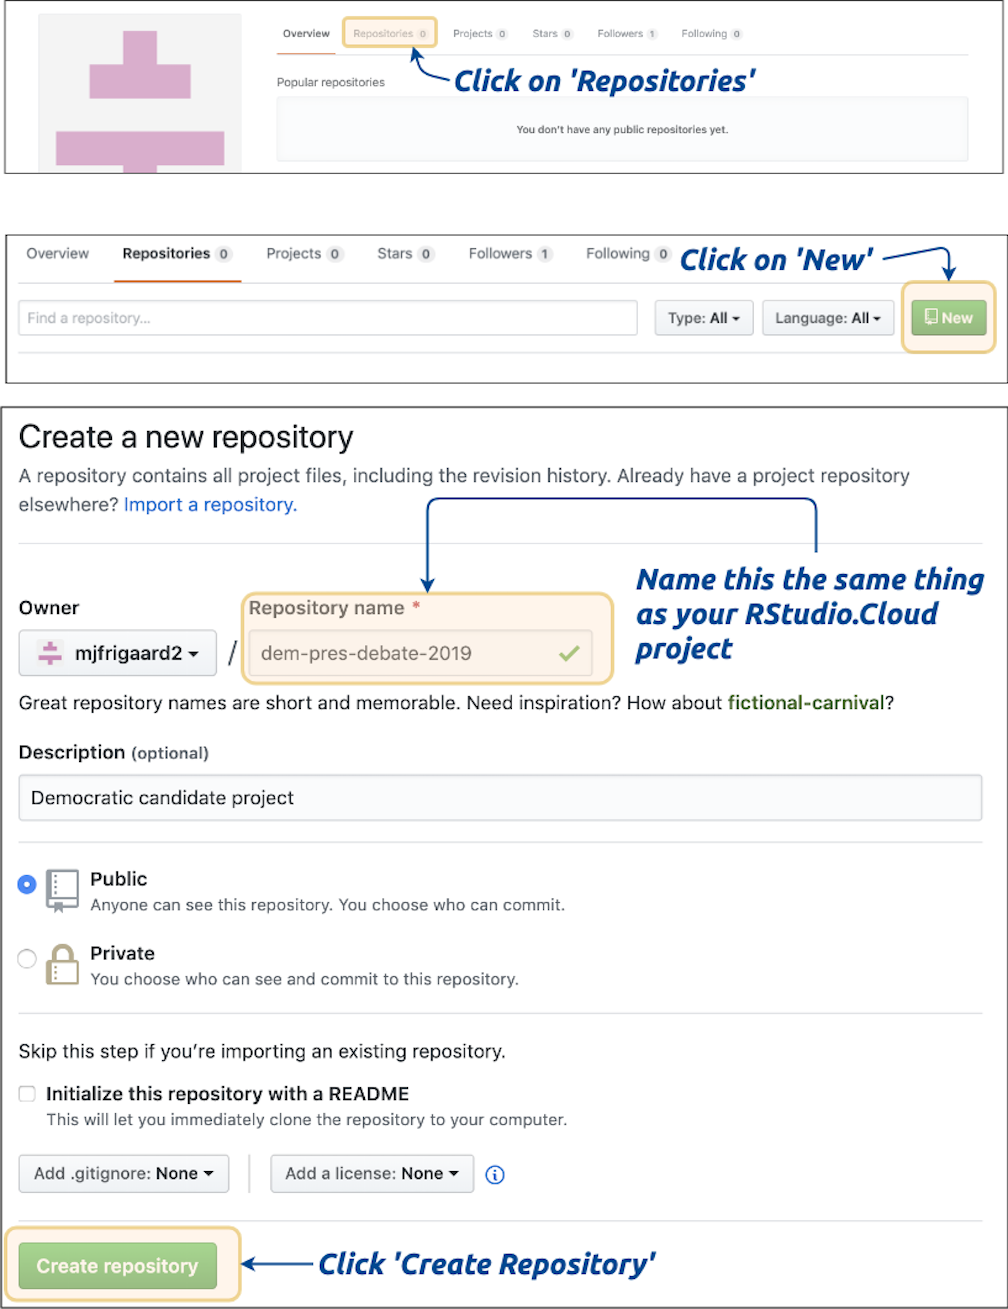 Overview Repositories 0 Projects 0 Stars 0 Followers 1 Following 0
Popular repositories
Click on 'Repositories'
You don't have any public repositories yet.
Overview Repositories 0 Projects 0 Stars 0 Followers 1 Following 0
Click on 'New'
Find a repository... Type: All Language: All New
Create a new repository
A repository contains all project files, including the revision history. Already have a project repository
elsewhere? Import a repository.
Name this the same thing
as your RStudio.Cloud
project
Owner Repository name *
mjfrigaard2 / dem-pres-debate-2019
Great repository names are short and memorable. Need inspiration? How about fictional-carnival?
Description (optional)
Democratic candidate project
Public
Anyone can see this repository. You choose who can commit.
Private
You choose who can see and commit to this repository.
Skip this step if you're importing an existing repository.
Initialize this repository with a README
This will let you immediately clone the repository to your computer.
Add .gitignore: None Add a license: None
Create repository
Click 'Create Repository'